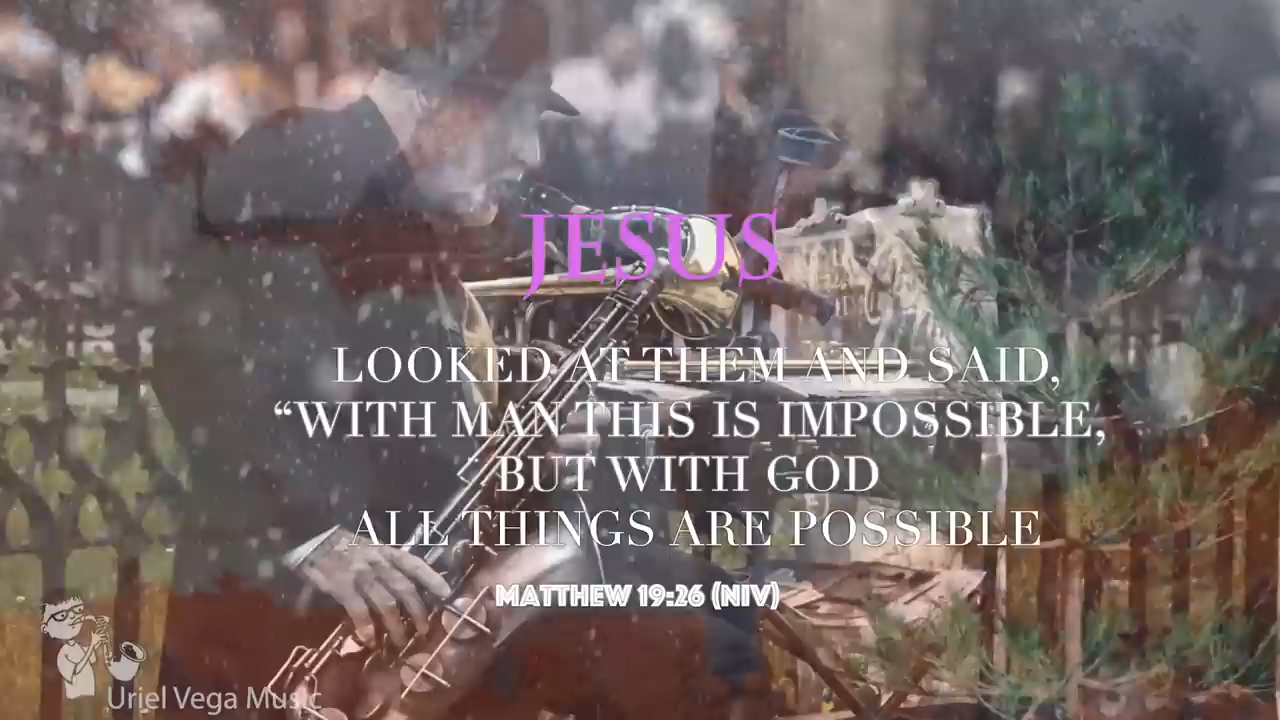 JESUS
LOOKED AT THEM AND SAID,
“WITH MAN THIS IS IMPOSSIBLE,
BUT WITH GOD
ALL THINGS ARE POSSIBLE
MATTHEW 19:26 (NIV)
Uriel Vega Music